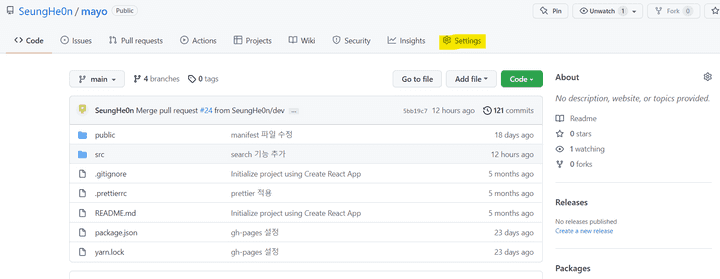 SeungHe0n / mayo Public
Pin Unwatch 1 Fork 0
Code Issues Pull requests Actions Projects Wiki Security Insights Settings
main 4 branches 0 tags Go to file Add file Code
About
No description, website, or topics provided.
Readme
0 stars
1 watching
0 forks
Releases
No releases published
Create a new release
Packages
SeungHe0n Merge pull request #24 from SeungHe0n/dev ... 5bb19c7 12 hours ago 121 commits
public manifest 파일 수정 18 days ago
src search 기능 추가 12 hours ago
.gitignore Initialize project using Create React App 5 months ago
.prettierrc prettier 적용 5 months ago
README.md Initialize project using Create React App 5 months ago
package.json gh-pages 설정 23 days ago
yarn.lock gh-pages 설정 23 days ago